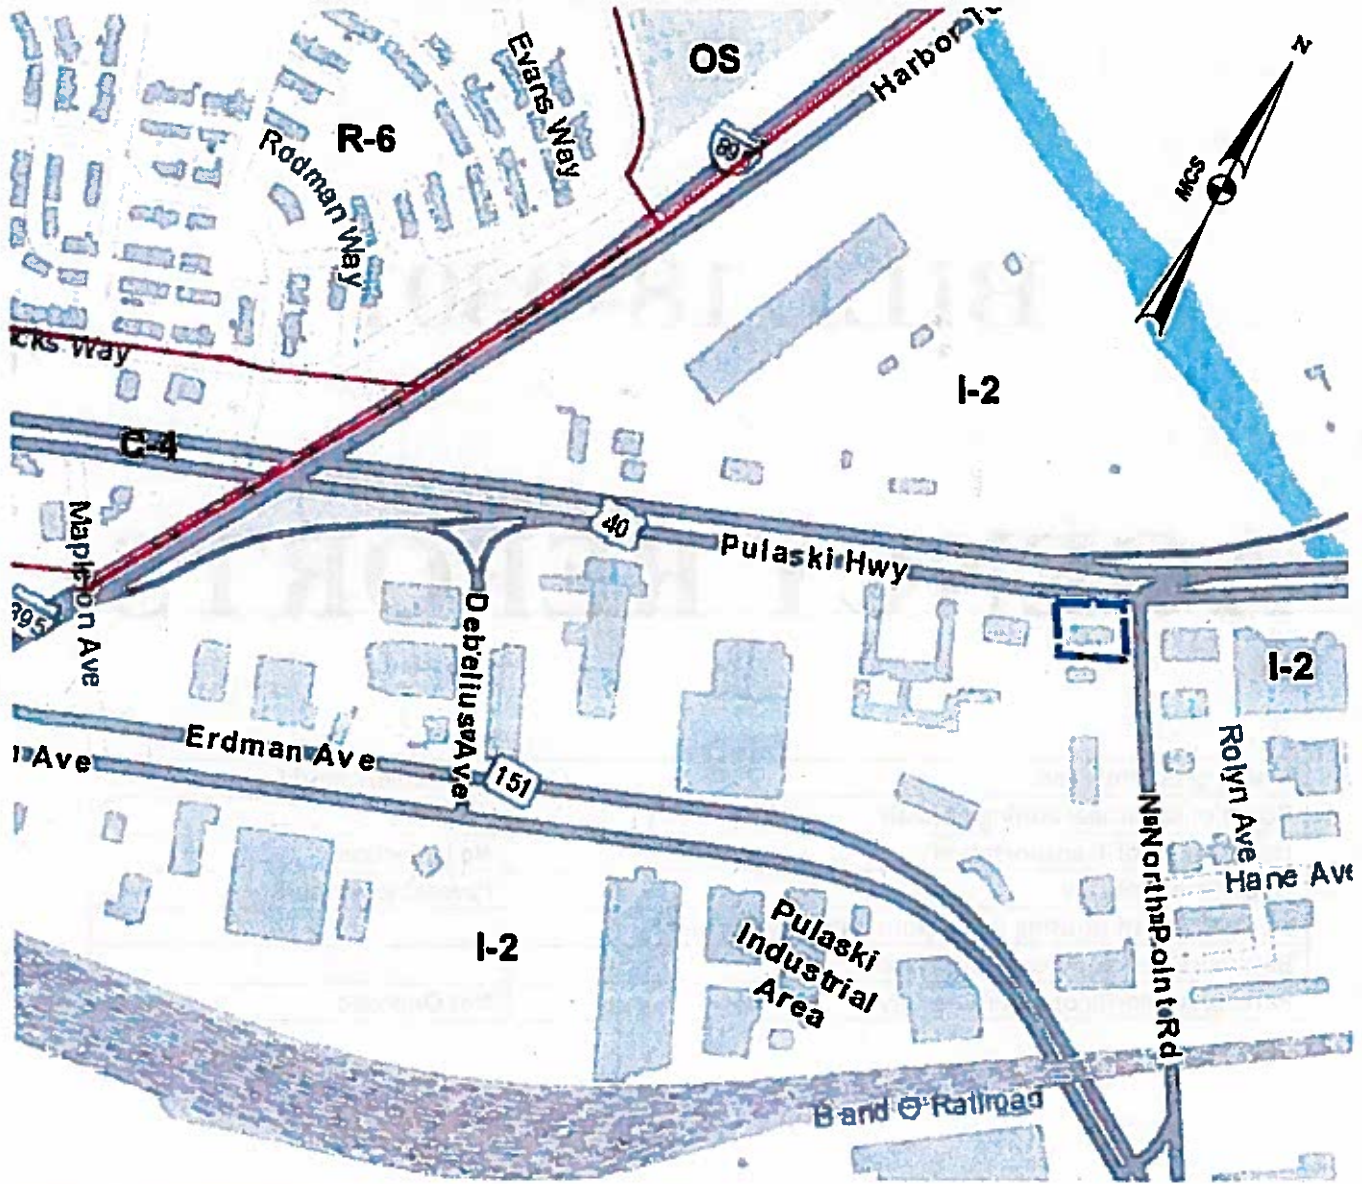 OS
Harbor
N
Evans Way
R-6
Rodman Way
89
MCS
cks Way
I-2
C-4
40
Pulaski Hwy
Mapleton Ave
395
Debelius Ave
I-2
Erdman Ave
Ave
151
Rolyn Ave
N North Point Rd
Hane Ave
Pulaski
Industrial
Area
I-2
B and O Railroad